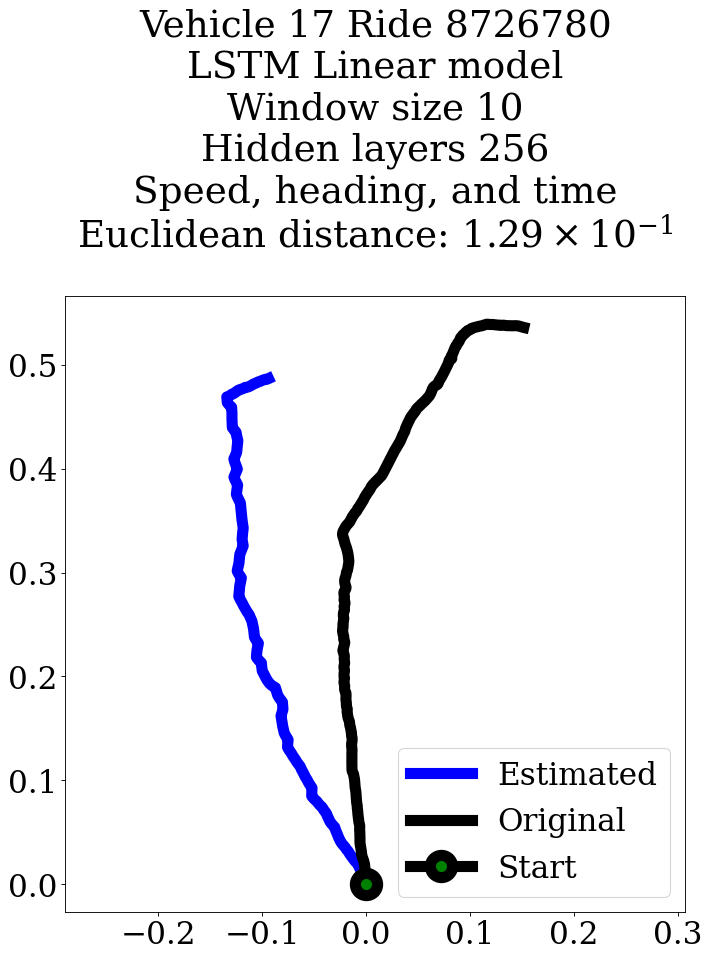 Vehicle 17 Ride 8726780
LSTM Linear model
Window size 10
Hidden layers 256
Speed, heading, and time
Euclidean distance: 1.29 × 10⁻¹
0.5
0.4
0.3
0.2
0.1
0.0
Estimated
Original
Start
−0.2 −0.1 0.0 0.1 0.2 0.3